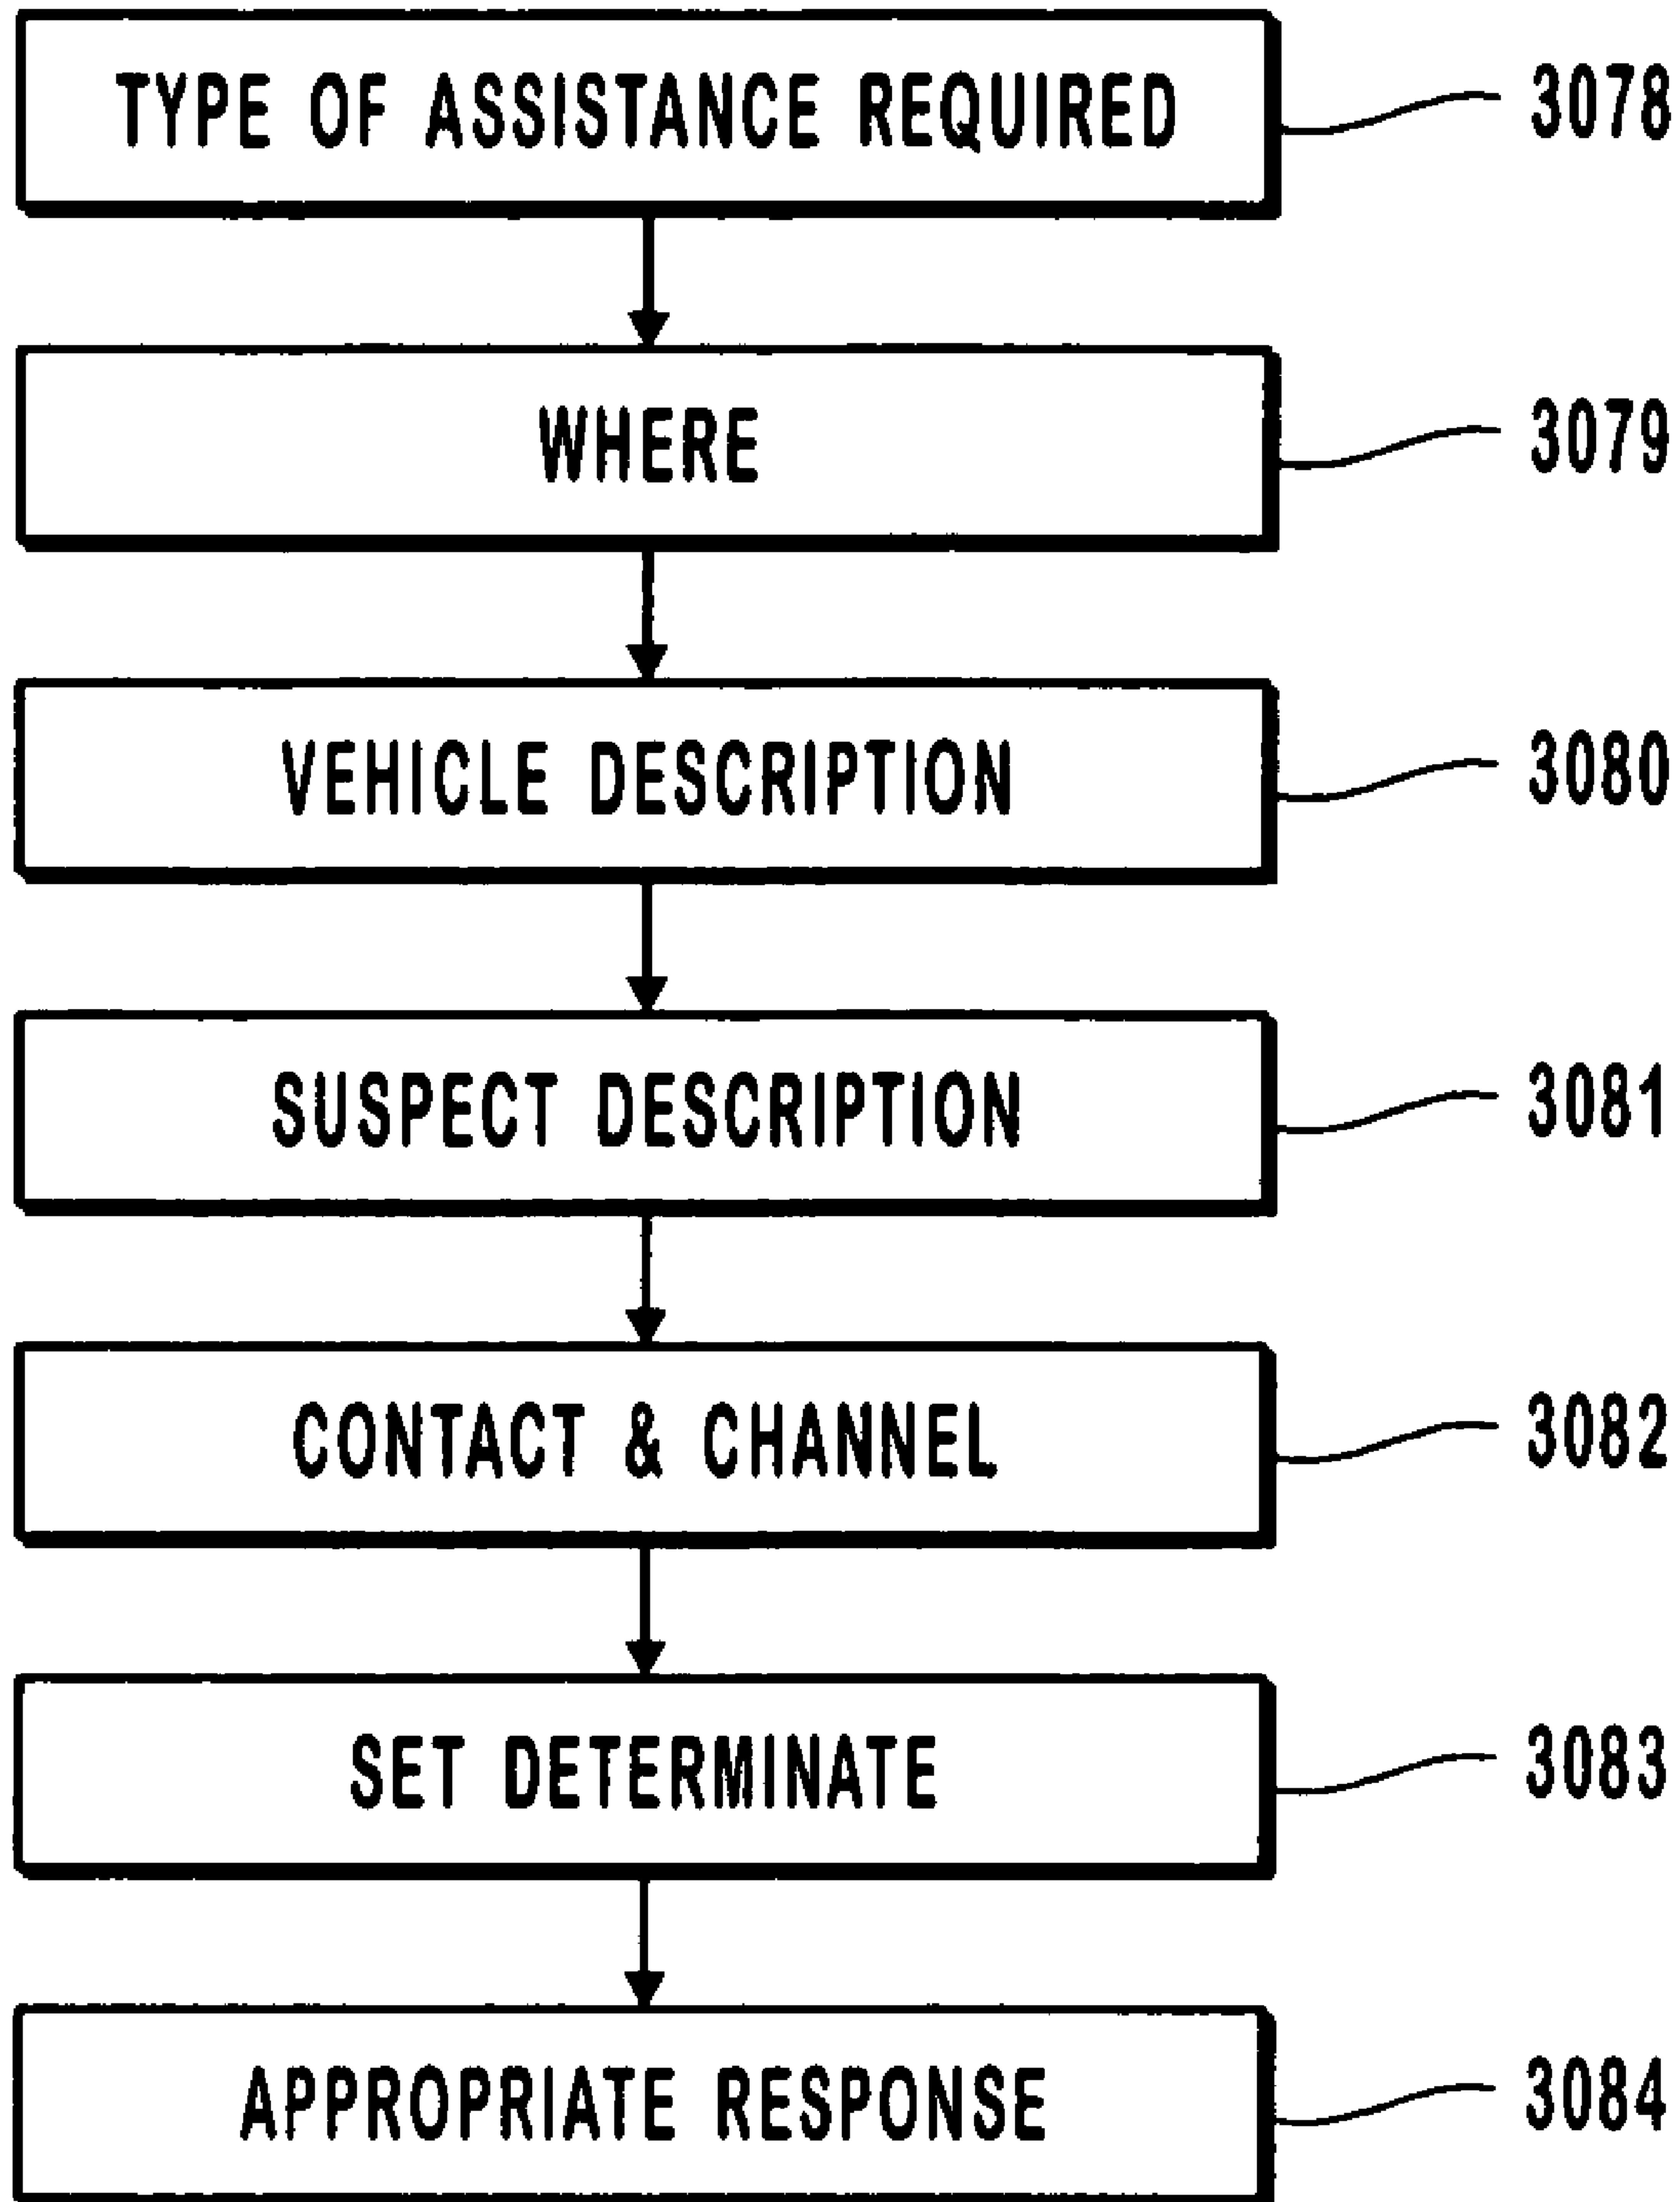 TYPE OF ASSISTANCE REQUIRED 3078
WHERE 3079
VEHICLE DESCRIPTION 3080
SUSPECT DESCRIPTION 3081
CONTACT & CHANNEL 3082
SET DETERMINATE 3083
APPROPRIATE RESPONSE 3084